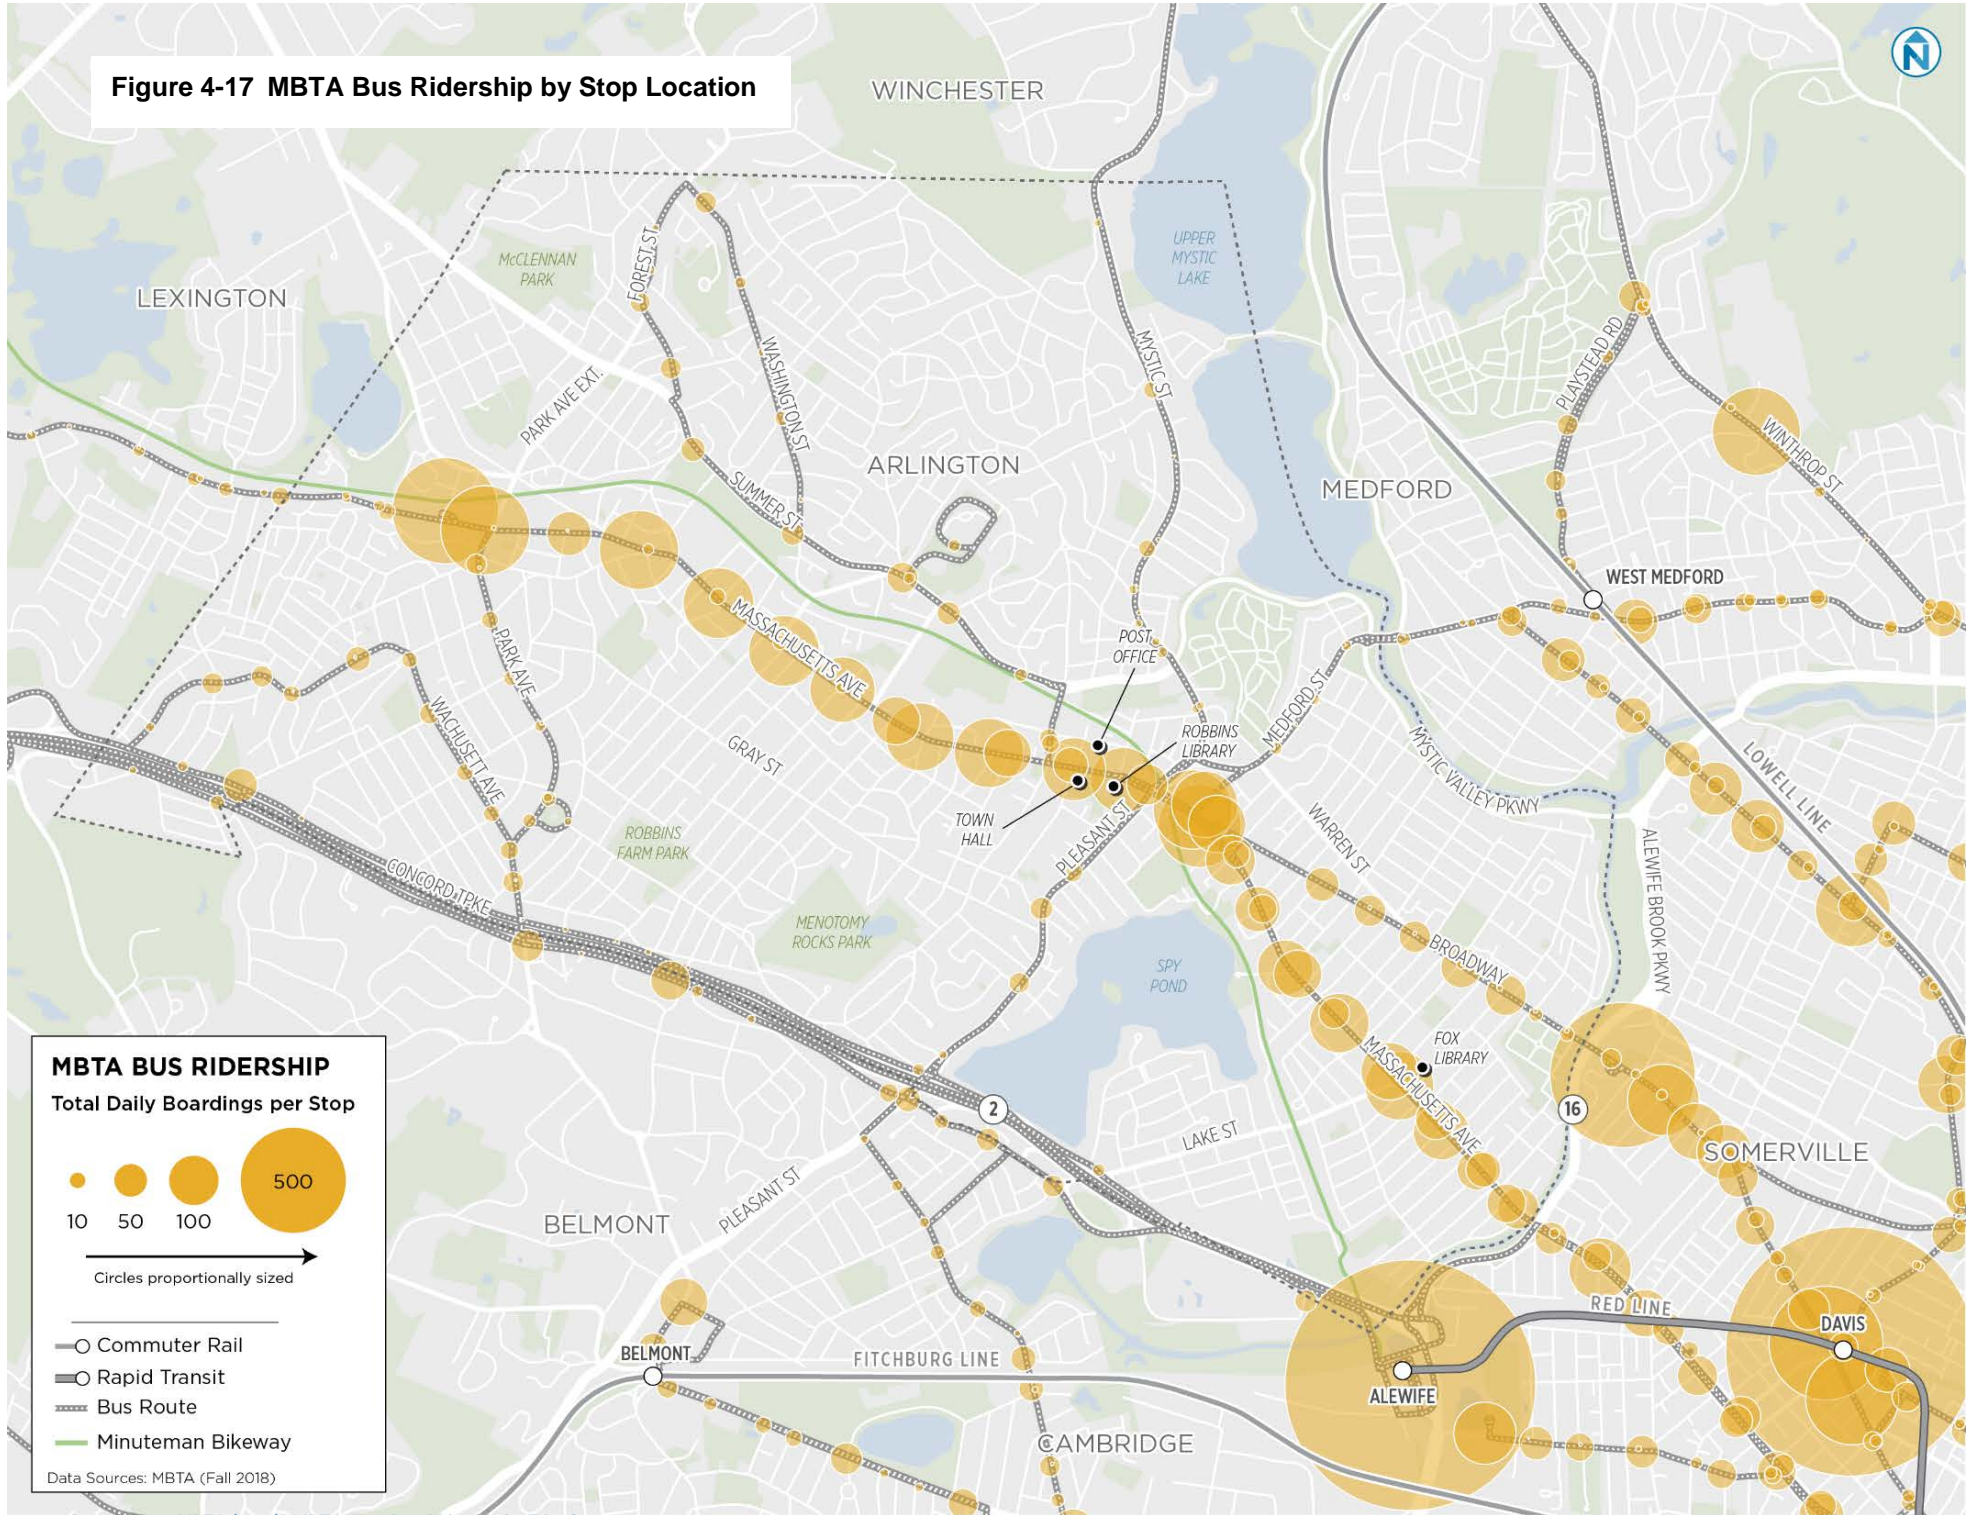 Figure 4-17 MBTA Bus Ridership by Stop Location
N
WINCHESTER
LEXINGTON
McCLENNAN
PARK
FOREST ST
UPPER
MYSTIC
LAKE
PARK AVE EXT.
WASHINGTON ST
MYSTIC ST
PLAYSTEAD RD
WINTHROP ST
ARLINGTON
MEDFORD
SUMMER ST
WEST MEDFORD
MASSACHUSETTS AVE
PARK AVE
POST
OFFICE
MEDFORD ST
WACHUSETT AVE
GRAY ST
ROBBINS
LIBRARY
MYSTIC VALLEY PKWY
LOWELL LINE
TOWN
HALL
PLEASANT ST
WARREN ST
ALEWIFE BROOK PKWY
ROBBINS
FARM PARK
CONCORD TPKE
MENOTOMY
ROCKS PARK
BROADWAY
SPY
POND
FOX
LIBRARY
MASSACHUSETTS AVE
2
16
LAKE ST
SOMERVILLE
PLEASANT ST
BELMONT
RED LINE
DAVIS
BELMONT
FITCHBURG LINE
ALEWIFE
CAMBRIDGE
MBTA BUS RIDERSHIP
Total Daily Boardings per Stop
500
10 50 100
Circles proportionally sized
Commuter Rail
Rapid Transit
Bus Route
Minuteman Bikeway
Data Sources: MBTA (Fall 2018)